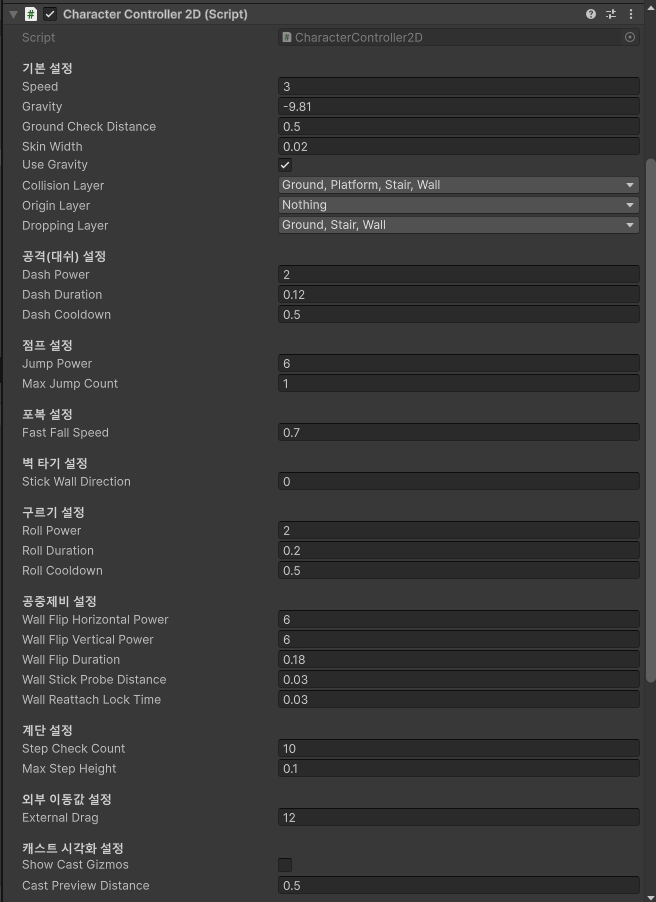 Character Controller 2D (Script)
Script CharacterController2D
기본 설정
Speed 3
Gravity -9.81
Ground Check Distance 0.5
Skin Width 0.02
Use Gravity
Collision Layer Ground, Platform, Stair, Wall
Origin Layer Nothing
Dropping Layer Ground, Stair, Wall
공격(대쉬) 설정
Dash Power 2
Dash Duration 0.12
Dash Cooldown 0.5
점프 설정
Jump Power 6
Max Jump Count 1
포복 설정
Fast Fall Speed 0.7
벽 타기 설정
Stick Wall Direction 0
구르기 설정
Roll Power 2
Roll Duration 0.2
Roll Cooldown 0.5
공중제비 설정
Wall Flip Horizontal Power 6
Wall Flip Vertical Power 6
Wall Flip Duration 0.18
Wall Stick Probe Distance 0.03
Wall Reattach Lock Time 0.03
계단 설정
Step Check Count 10
Max Step Height 0.1
외부 이동값 설정
External Drag 12
캐스트 시각화 설정
Show Cast Gizmos
Cast Preview Distance 0.5